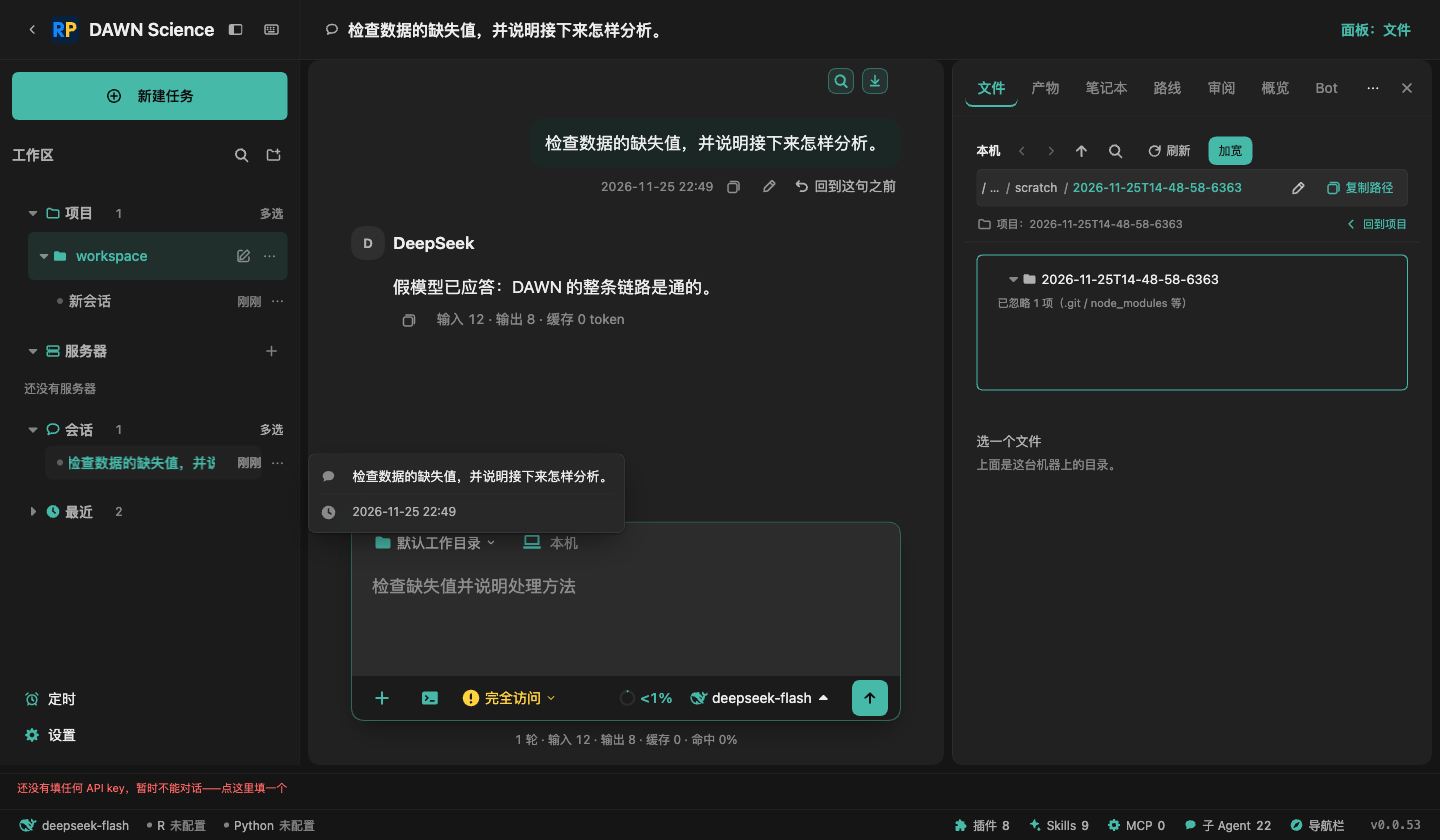 RP DAWN Science
新建任务
工作区
项目 1 多选
workspace
新会话 刚刚
服务器
还没有服务器
会话 1 多选
检查数据的缺失值，并说 刚刚
最近 2
定时
设置
检查数据的缺失值，并说明接下来怎样分析。
面板：文件
检查数据的缺失值，并说明接下来怎样分析。
2026-11-25 22:49 回到这句之前
D DeepSeek
假模型已应答：DAWN 的整条链路是通的。
输入 12 · 输出 8 · 缓存 0 token
检查数据的缺失值，并说明接下来怎样分析。
2026-11-25 22:49
默认工作目录 本机
检查缺失值并说明处理方法
完全访问 <1% deepseek-flash
1 轮 · 输入 12 · 输出 8 · 缓存 0 · 命中 0%
文件 产物 笔记本 路线 审阅 概览 Bot ···
本机 刷新 加宽
/ ... / scratch / 2026-11-25T14-48-58-6363 复制路径
项目：2026-11-25T14-48-58-6363 回到项目
2026-11-25T14-48-58-6363
已忽略 1 项（.git / node_modules 等）
选一个文件
上面是这台机器上的目录。
还没有填任何 API key，暂时不能对话——点这里填一个
deepseek-flash R 未配置 Python 未配置 插件 8 Skills 9 MCP 0 子 Agent 22 导航栏 v0.0.53